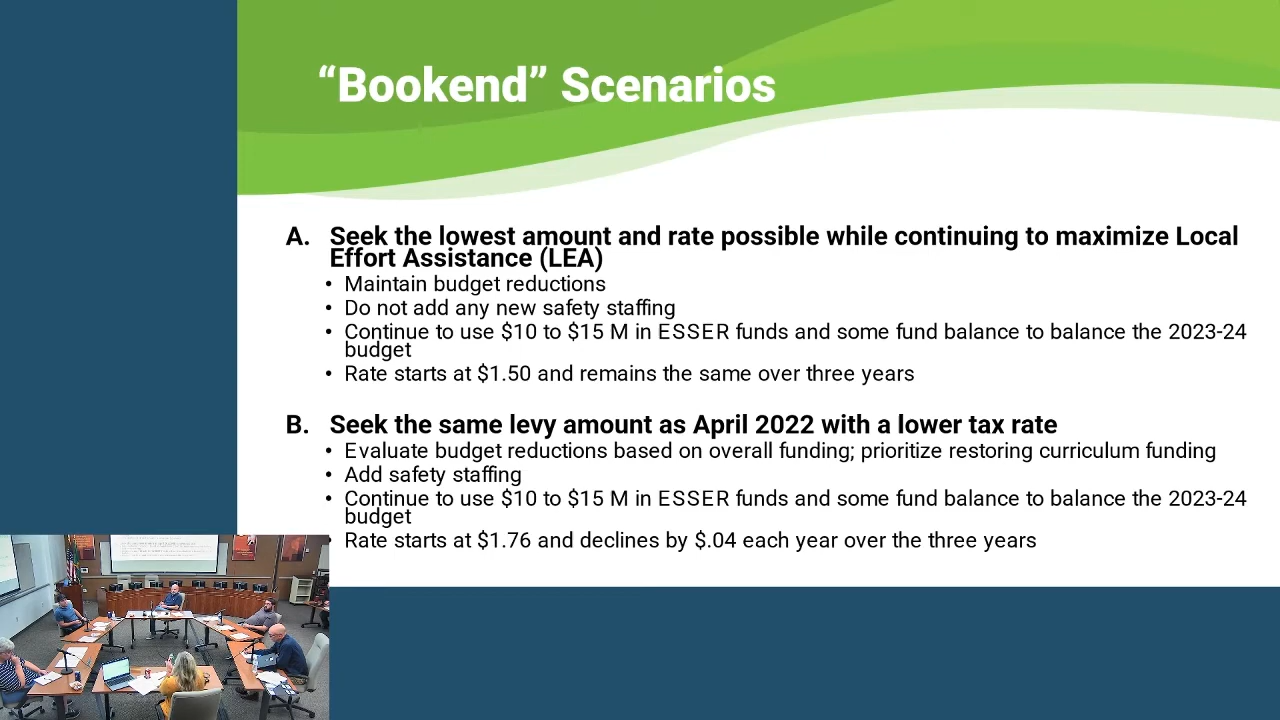 “Bookend” Scenarios
A. Seek the lowest amount and rate possible while continuing to maximize Local
Effort Assistance (LEA)
• Maintain budget reductions
• Do not add any new safety staffing
• Continue to use $10 to $15 M in ESSER funds and some fund balance to balance the 2023-24
budget
• Rate starts at $1.50 and remains the same over three years
B. Seek the same levy amount as April 2022 with a lower tax rate
• Evaluate budget reductions based on overall funding; prioritize restoring curriculum funding
• Add safety staffing
• Continue to use $10 to $15 M in ESSER funds and some fund balance to balance the 2023-24
budget
• Rate starts at $1.76 and declines by $.04 each year over the three years